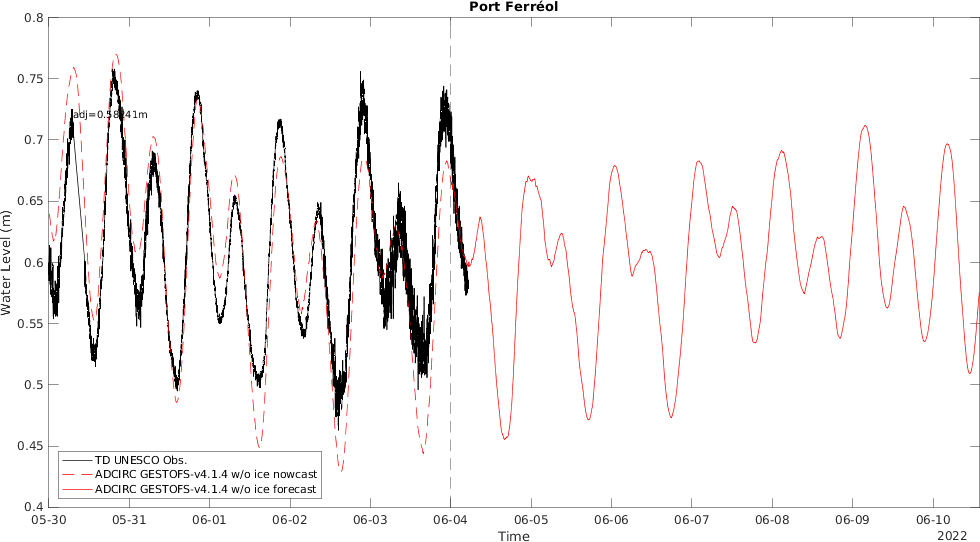 Port Ferréol
0.8
0.75
0.7
0.65
0.6
0.55
0.5
0.45
0.4
Water Level (m)
adj=0.58241m
TD UNESCO Obs.
ADCIRC GESTOFS-v4.1.4 w/o ice nowcast
ADCIRC GESTOFS-v4.1.4 w/o ice forecast
05-30 05-31 06-01 06-02 06-03 06-04 06-05 06-06 06-07 06-08 06-09 06-10
Time
2022